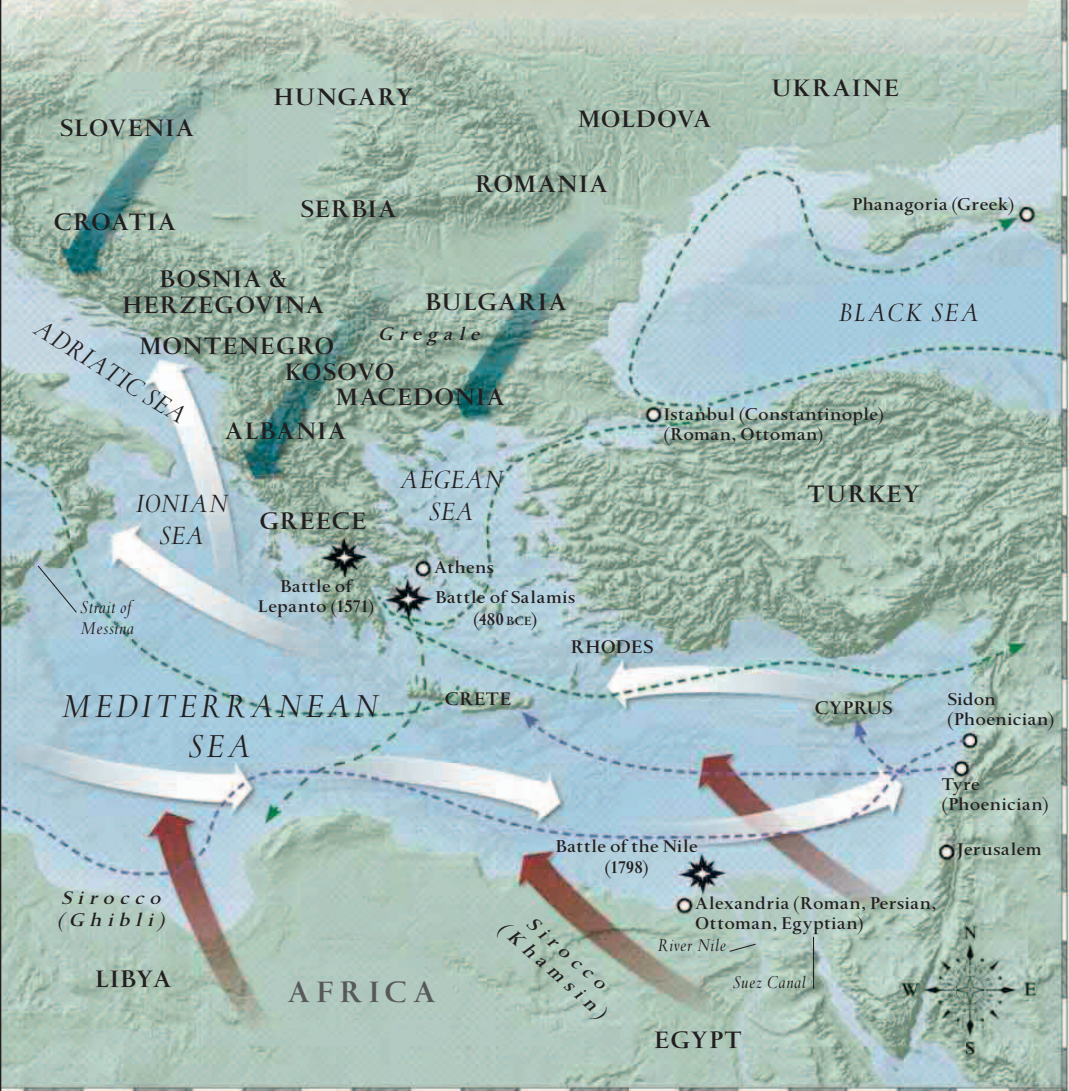 HUNGARY
UKRAINE
SLOVENIA
MOLDOVA
ROMANIA
CROATIA
SERBIA
Phanagoria (Greek)
BOSNIA &
HERZEGOVINA
BULGARIA
BLACK SEA
Gregale
ADRIATIC SEA
MONTENEGRO
KOSOVO
MACEDONIA
Istanbul (Constantinople)
(Roman, Ottoman)
ALBANIA
AEGEAN
SEA
TURKEY
IONIAN
SEA
GREECE
Athens
Battle of
Lepanto (1571)
Battle of Salamis
(480 BCE)
Strait of
Messina
RHODES
MEDITERRANEAN
SEA
CRETE
CYPRUS
Sidon
(Phoenician)
Tyre
(Phoenician)
Battle of the Nile
(1798)
Jerusalem
Sirocco
(Ghibli)
Alexandria (Roman, Persian,
Ottoman, Egyptian)
Sirocco
(Khamsin)
River Nile
Suez Canal
LIBYA
AFRICA
EGYPT
N
W
E
S